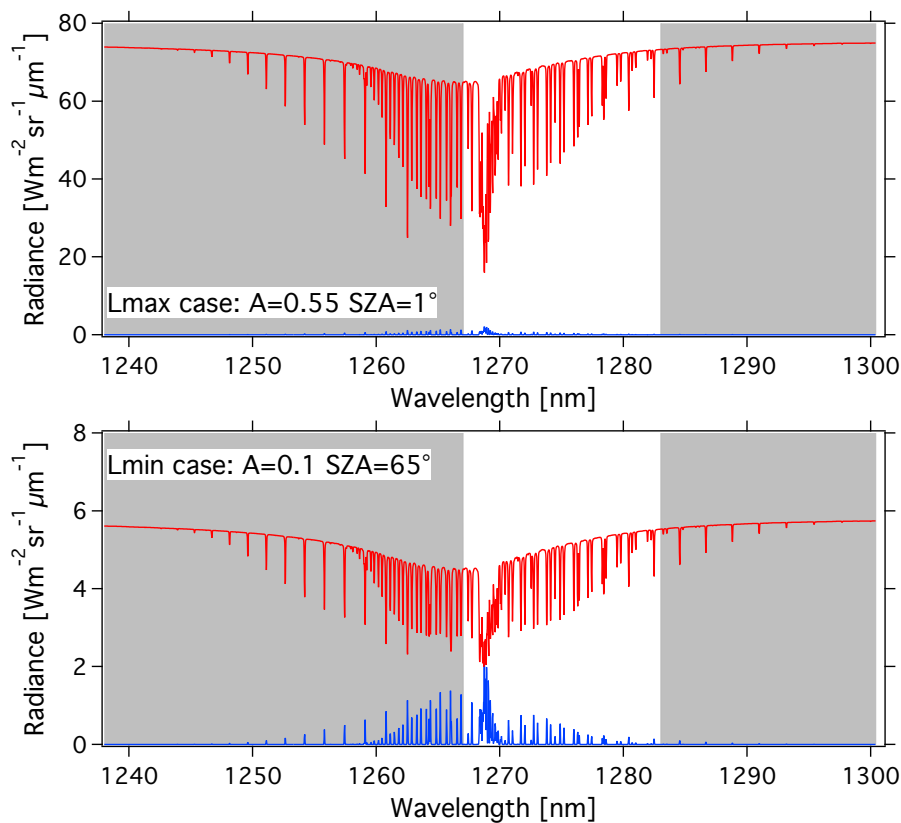 80
60
40
20
0
Radiance [Wm⁻² sr⁻¹ µm⁻¹]
Lmax case: A=0.55 SZA=1°
1240 1250 1260 1270 1280 1290 1300
Wavelength [nm]
8
6
4
2
0
Radiance [Wm⁻² sr⁻¹ µm⁻¹]
Lmin case: A=0.1 SZA=65°
1240 1250 1260 1270 1280 1290 1300
Wavelength [nm]